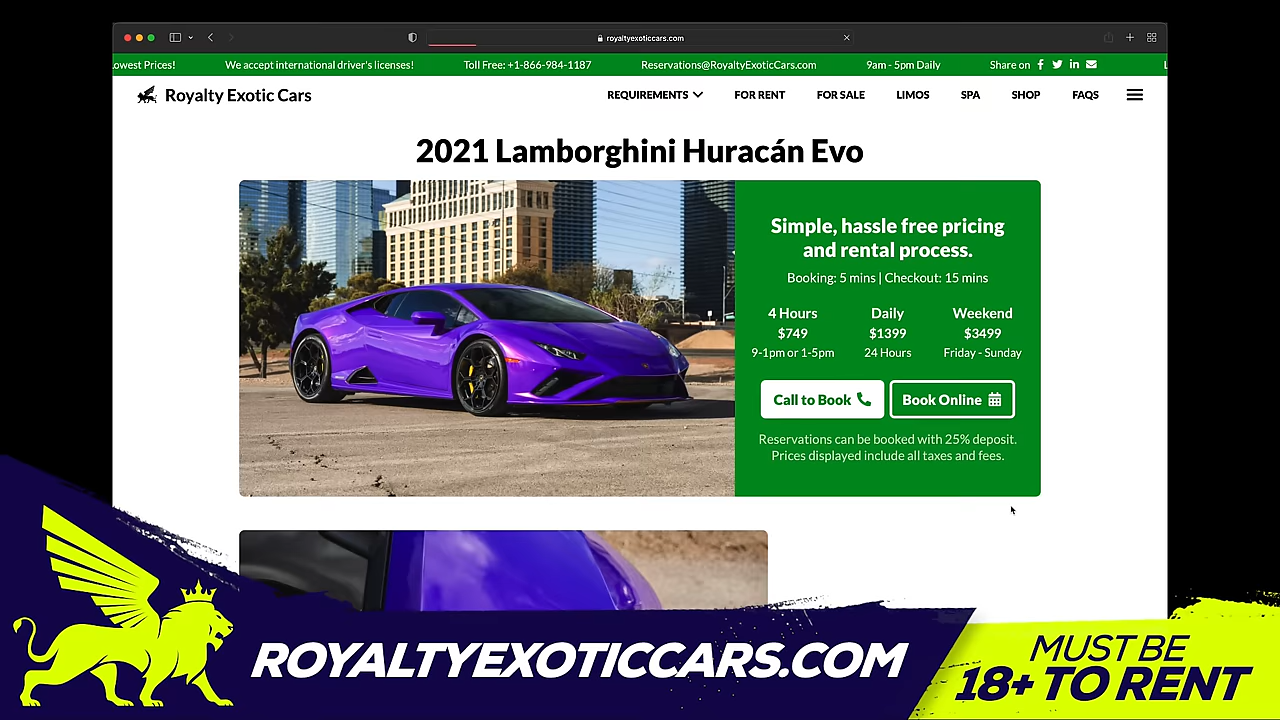 royaltyexoticcars.com
owest Prices!
We accept international driver's licenses!
Toll Free: +1-866-984-1187
Reservations@RoyaltyExoticCars.com
9am - 5pm Daily
Share on
Royalty Exotic Cars
REQUIREMENTS
FOR RENT
FOR SALE
LIMOS
SPA
SHOP
FAQS
2021 Lamborghini Huracán Evo
Simple, hassle free pricing
and rental process.
Booking: 5 mins | Checkout: 15 mins
4 Hours Daily Weekend
$749 $1399 $3499
9-1pm or 1-5pm 24 Hours Friday - Sunday
Call to Book
Book Online
Reservations can be booked with 25% deposit.
Prices displayed include all taxes and fees.
ROYALTYEXOTICCARS.COM
MUST BE
18+ TO RENT